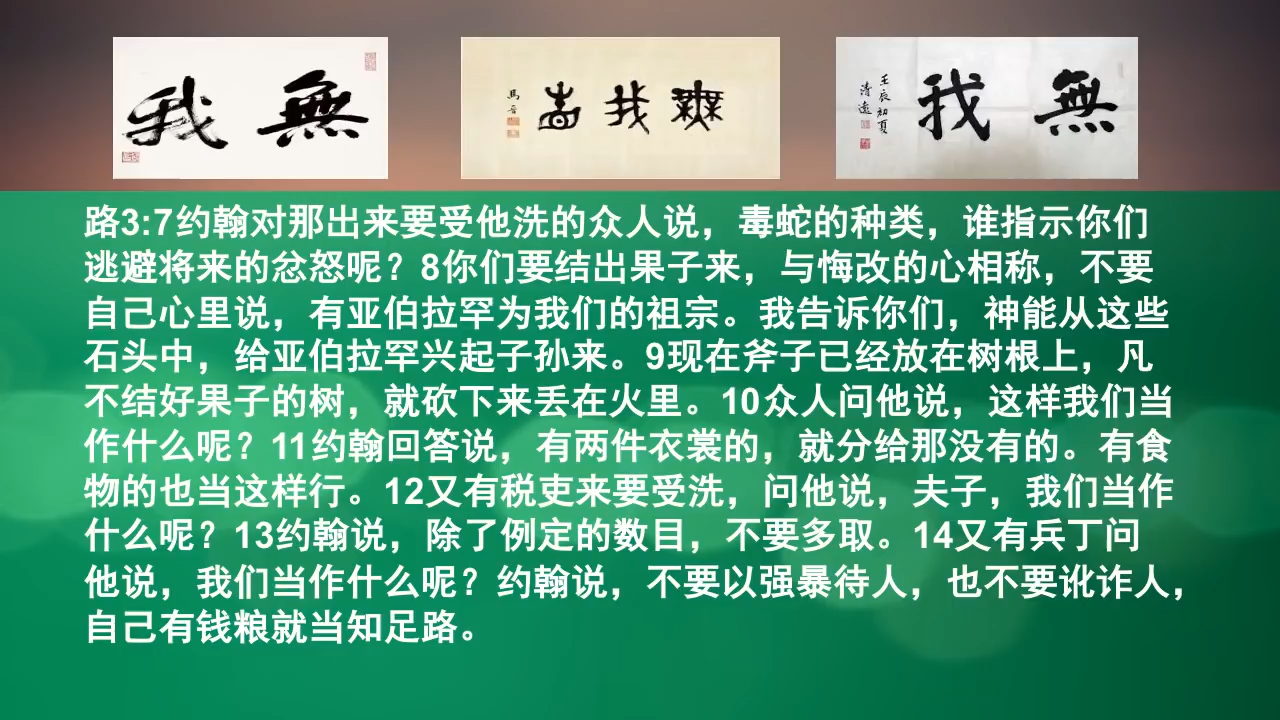 無我
馬晉
無我
壬辰初夏
路3:7约翰对那出来要受他洗的众人说，毒蛇的种类，谁指示你们
逃避将来的忿怒呢？8你们要结出果子来，与悔改的心相称，不要
自己心里说，有亚伯拉罕为我们的祖宗。我告诉你们，神能从这些
石头中，给亚伯拉罕兴起子孙来。9现在斧子已经放在树根上，凡
不结好果子的树，就砍下来丢在火里。10众人问他说，这样我们当
作什么呢？11约翰回答说，有两件衣裳的，就分给那没有的。有食
物的也当这样行。12又有税吏来要受洗，问他说，夫子，我们当作
什么呢？13约翰说，除了例定的数目，不要多取。14又有兵丁问
他说，我们当作什么呢？约翰说，不要以强暴待人，也不要讹诈人，
自己有钱粮就当知足路。